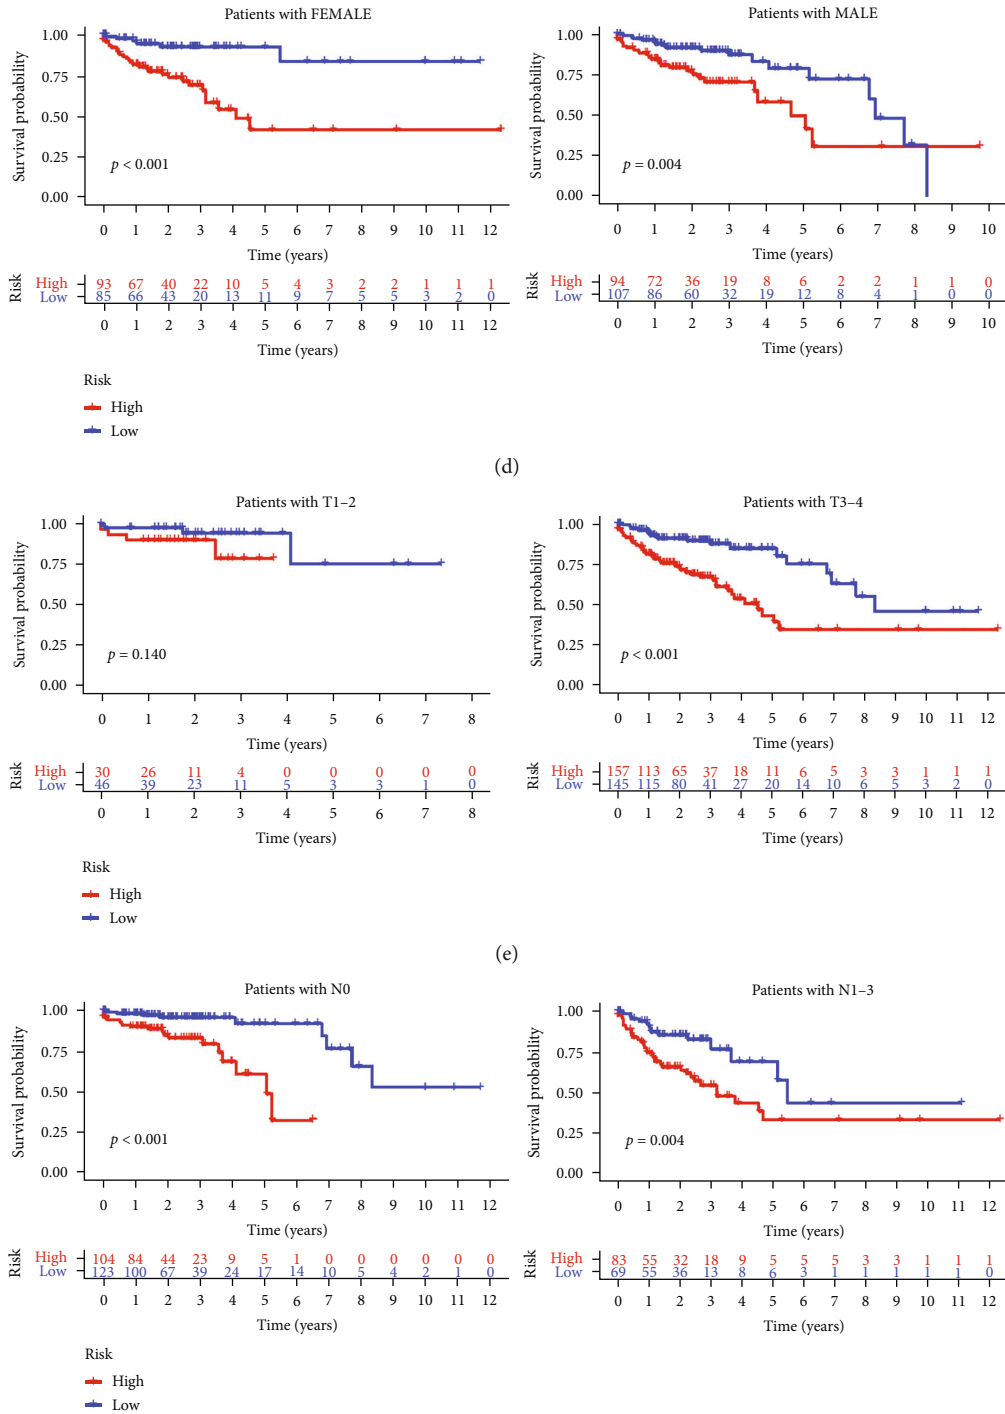 Patients with FEMALE
Survival probability
1.00
0.75
0.50
0.25
0.00
p < 0.001
0 1 2 3 4 5 6 7 8 9 10 11 12
Time (years)
Risk
High 93 67 40 22 10 5 4 3 2 2 1 1 1
Low 85 66 43 20 13 11 9 7 5 5 3 2 0
0 1 2 3 4 5 6 7 8 9 10 11 12
Time (years)
Patients with MALE
Survival probability
1.00
0.75
0.50
0.25
0.00
p = 0.004
0 1 2 3 4 5 6 7 8 9 10
Time (years)
Risk
High 94 72 36 19 8 6 2 2 1 1 0
Low 107 86 60 32 19 12 8 4 1 0 0
0 1 2 3 4 5 6 7 8 9 10
Time (years)
Risk
High
Low
(d)
Patients with T1–2
Survival probability
1.00
0.75
0.50
0.25
0.00
p = 0.140
0 1 2 3 4 5 6 7 8
Time (years)
Risk
High 30 26 11 4 0 0 0 0 0
Low 46 39 23 11 5 3 3 1 0
0 1 2 3 4 5 6 7 8
Time (years)
Patients with T3–4
Survival probability
1.00
0.75
0.50
0.25
0.00
p < 0.001
0 1 2 3 4 5 6 7 8 9 10 11 12
Time (years)
Risk
High 157 113 65 37 18 11 6 5 3 3 1 1 1
Low 145 115 80 41 27 20 14 10 6 5 3 2 0
0 1 2 3 4 5 6 7 8 9 10 11 12
Time (years)
Risk
High
Low
(e)
Patients with N0
Survival probability
1.00
0.75
0.50
0.25
0.00
p < 0.001
0 1 2 3 4 5 6 7 8 9 10 11 12
Time (years)
Risk
High 104 84 44 23 9 5 1 0 0 0 0 0 0
Low 123 100 67 39 24 17 14 10 5 4 2 1 0
0 1 2 3 4 5 6 7 8 9 10 11 12
Time (years)
Patients with N1–3
Survival probability
1.00
0.75
0.50
0.25
0.00
p = 0.004
0 1 2 3 4 5 6 7 8 9 10 11 12
Time (years)
Risk
High 83 55 32 18 9 5 5 5 3 3 1 1 1
Low 69 55 36 13 8 6 3 1 1 1 1 1 0
0 1 2 3 4 5 6 7 8 9 10 11 12
Time (years)
Risk
High
Low